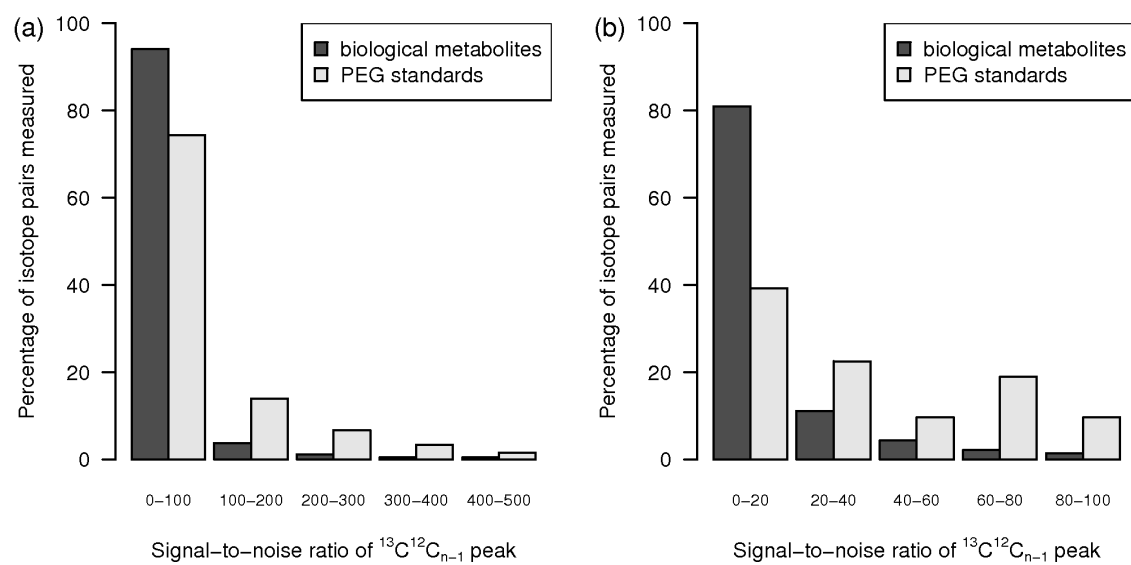 (a)
Percentage of isotope pairs measured
100
80
60
40
20
0
biological metabolites
PEG standards
0−100 100−200 200−300 300−400 400−500
Signal−to−noise ratio of ¹³C¹²Cₙ₋₁ peak
(b)
Percentage of isotope pairs measured
100
80
60
40
20
0
biological metabolites
PEG standards
0−20 20−40 40−60 60−80 80−100
Signal−to−noise ratio of ¹³C¹²Cₙ₋₁ peak